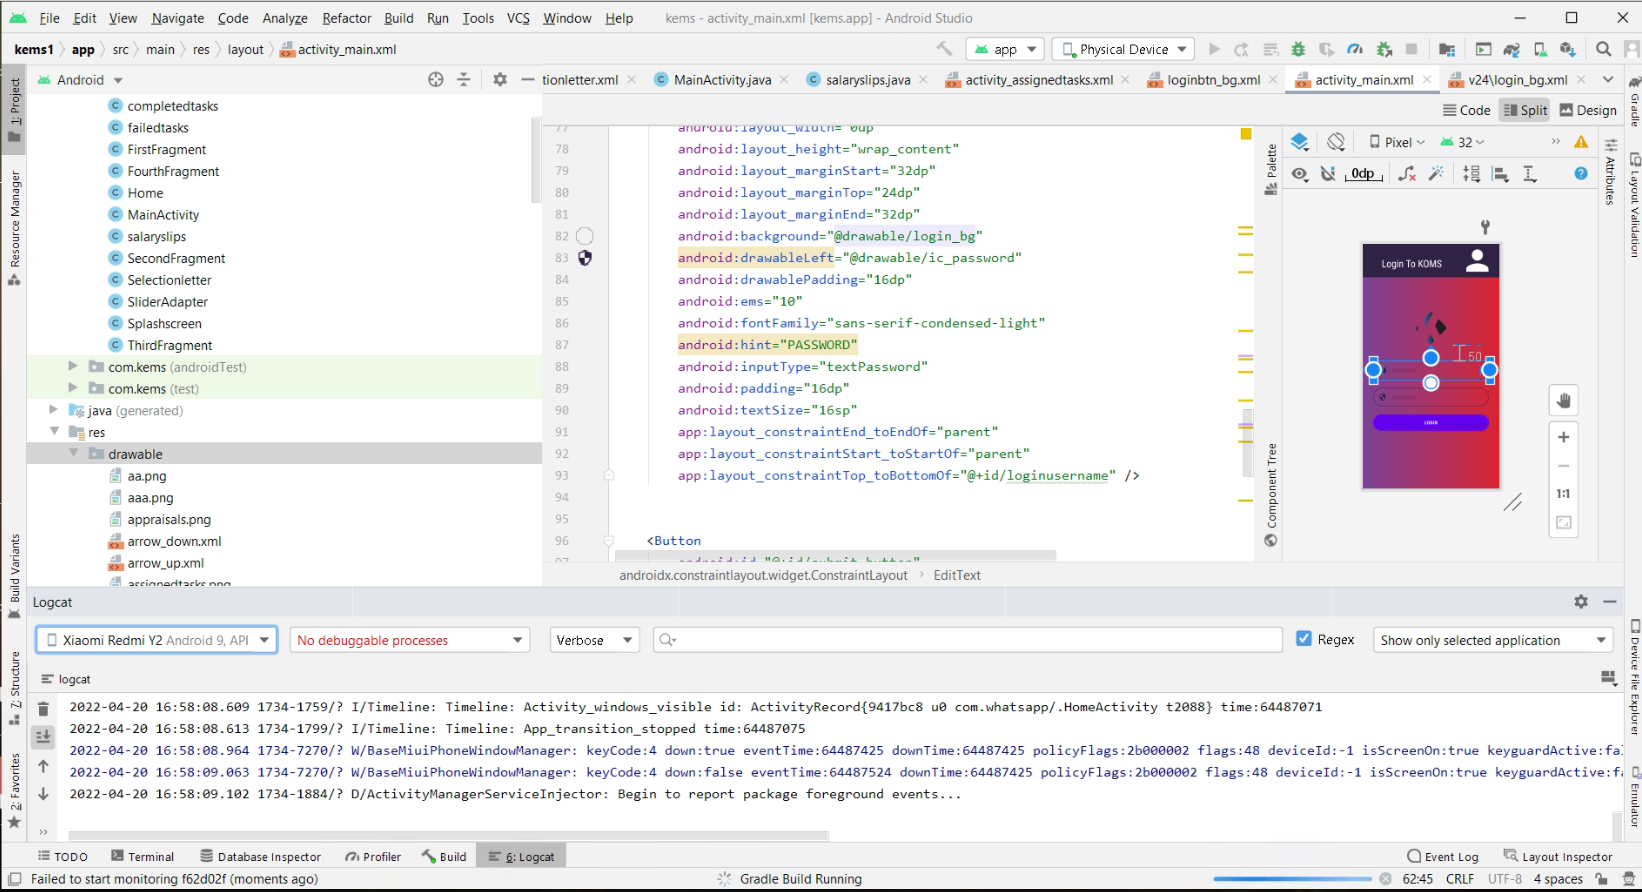 File Edit View Navigate Code Analyze Refactor Build Run Tools VCS Window Help kems - activity_main.xml [kems.app] - Android Studio
kems1 app src main res layout activity_main.xml app Physical Device
Android tionletter.xml MainActivity.java salaryslips.java activity_assignedtasks.xml loginbtn_bg.xml activity_main.xml v24\login_bg.xml
Code Split Design
1: Project
Resource Manager
Build Variants
Z: Structure
2: Favorites
completedtasks
failedtasks
FirstFragment
FourthFragment
Home
MainActivity
salaryslips
SecondFragment
Selectionletter
SliderAdapter
Splashscreen
ThirdFragment
com.kems (androidTest)
com.kems (test)
java (generated)
res
drawable
aa.png
aaa.png
appraisals.png
arrow_down.xml
arrow_up.xml
assignedtasks.png
77 android:layout_width="0dp"
78 android:layout_height="wrap_content"
79 android:layout_marginStart="32dp"
80 android:layout_marginTop="24dp"
81 android:layout_marginEnd="32dp"
82 android:background="@drawable/login_bg"
83 android:drawableLeft="@drawable/ic_password"
84 android:drawablePadding="16dp"
85 android:ems="10"
86 android:fontFamily="sans-serif-condensed-light"
87 android:hint="PASSWORD"
88 android:inputType="textPassword"
89 android:padding="16dp"
90 android:textSize="16sp"
91 app:layout_constraintEnd_toEndOf="parent"
92 app:layout_constraintStart_toStartOf="parent"
93 app:layout_constraintTop_toBottomOf="@+id/loginusername" />
94
95
96 <Button
97 android:id="@+id/submit_button"
androidx.constraintlayout.widget.ConstraintLayout EditText
Palette
Component Tree
Pixel 32
0dp
Login To KOMS
50
LOGIN
1:1
Attributes
Gradle
Layout Validation
Device File Explorer
Emulator
Logcat
Xiaomi Redmi Y2 Android 9, API No debuggable processes Verbose Regex Show only selected application
logcat
2022-04-20 16:58:08.609 1734-1759/? I/Timeline: Timeline: Activity_windows_visible id: ActivityRecord{9417bc8 u0 com.whatsapp/.HomeActivity t2088} time:64487071
2022-04-20 16:58:08.613 1734-1799/? I/Timeline: Timeline: App_transition_stopped time:64487075
2022-04-20 16:58:08.964 1734-7270/? W/BaseMiuiPhoneWindowManager: keyCode:4 down:true eventTime:64487425 downTime:64487425 policyFlags:2b000002 flags:48 deviceId:-1 isScreenOn:true keyguardActive:fal
2022-04-20 16:58:09.063 1734-7270/? W/BaseMiuiPhoneWindowManager: keyCode:4 down:false eventTime:64487524 downTime:64487425 policyFlags:2b000002 flags:48 deviceId:-1 isScreenOn:true keyguardActive:f
2022-04-20 16:58:09.102 1734-1884/? D/ActivityManagerServiceInjector: Begin to report package foreground events...
TODO Terminal Database Inspector Profiler Build 6: Logcat Event Log Layout Inspector
Failed to start monitoring f62d02f (moments ago) Gradle Build Running 62:45 CRLF UTF-8 4 spaces